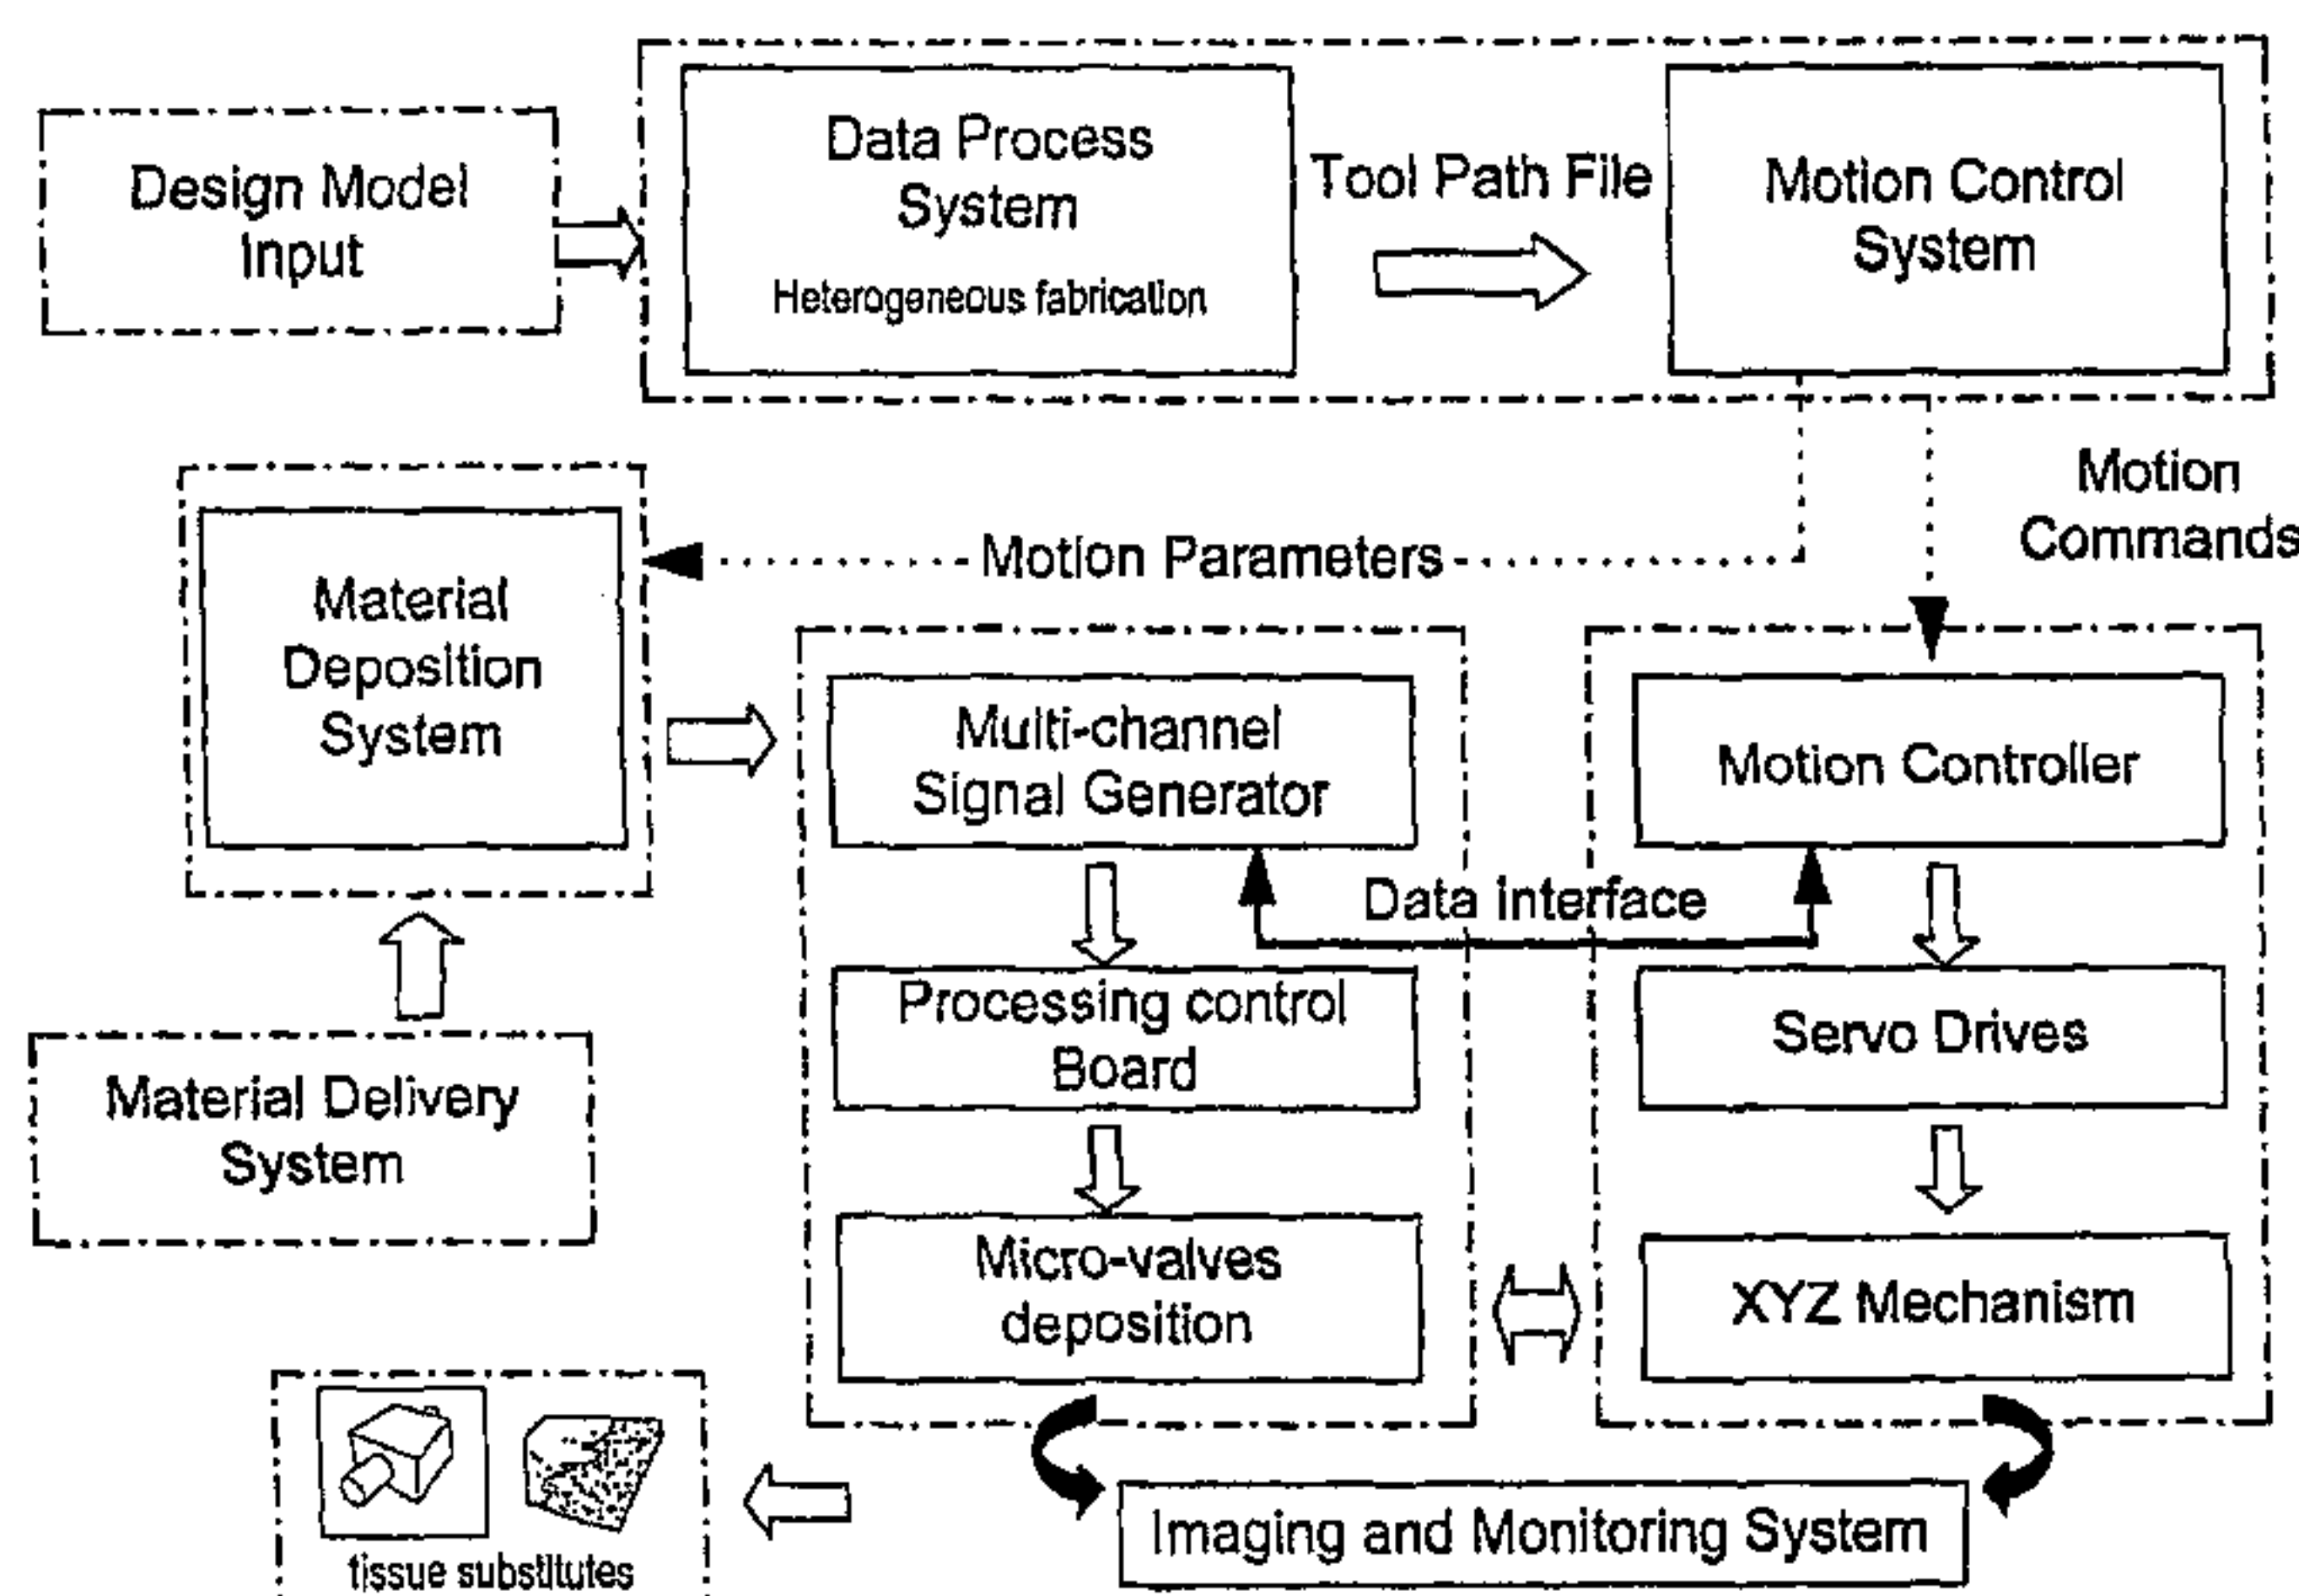 Design Model
Input
Data Process
System
Heterogeneous fabrication
Tool Path File
Motion Control
System
Motion
Commands
Motion Parameters
Material
Deposition
System
Multi-channel
Signal Generator
Motion Controller
Data interface
Processing control
Board
Servo Drives
Material Delivery
System
Micro-valves
deposition
XYZ Mechanism
Imaging and Monitoring System
tissue substitutes